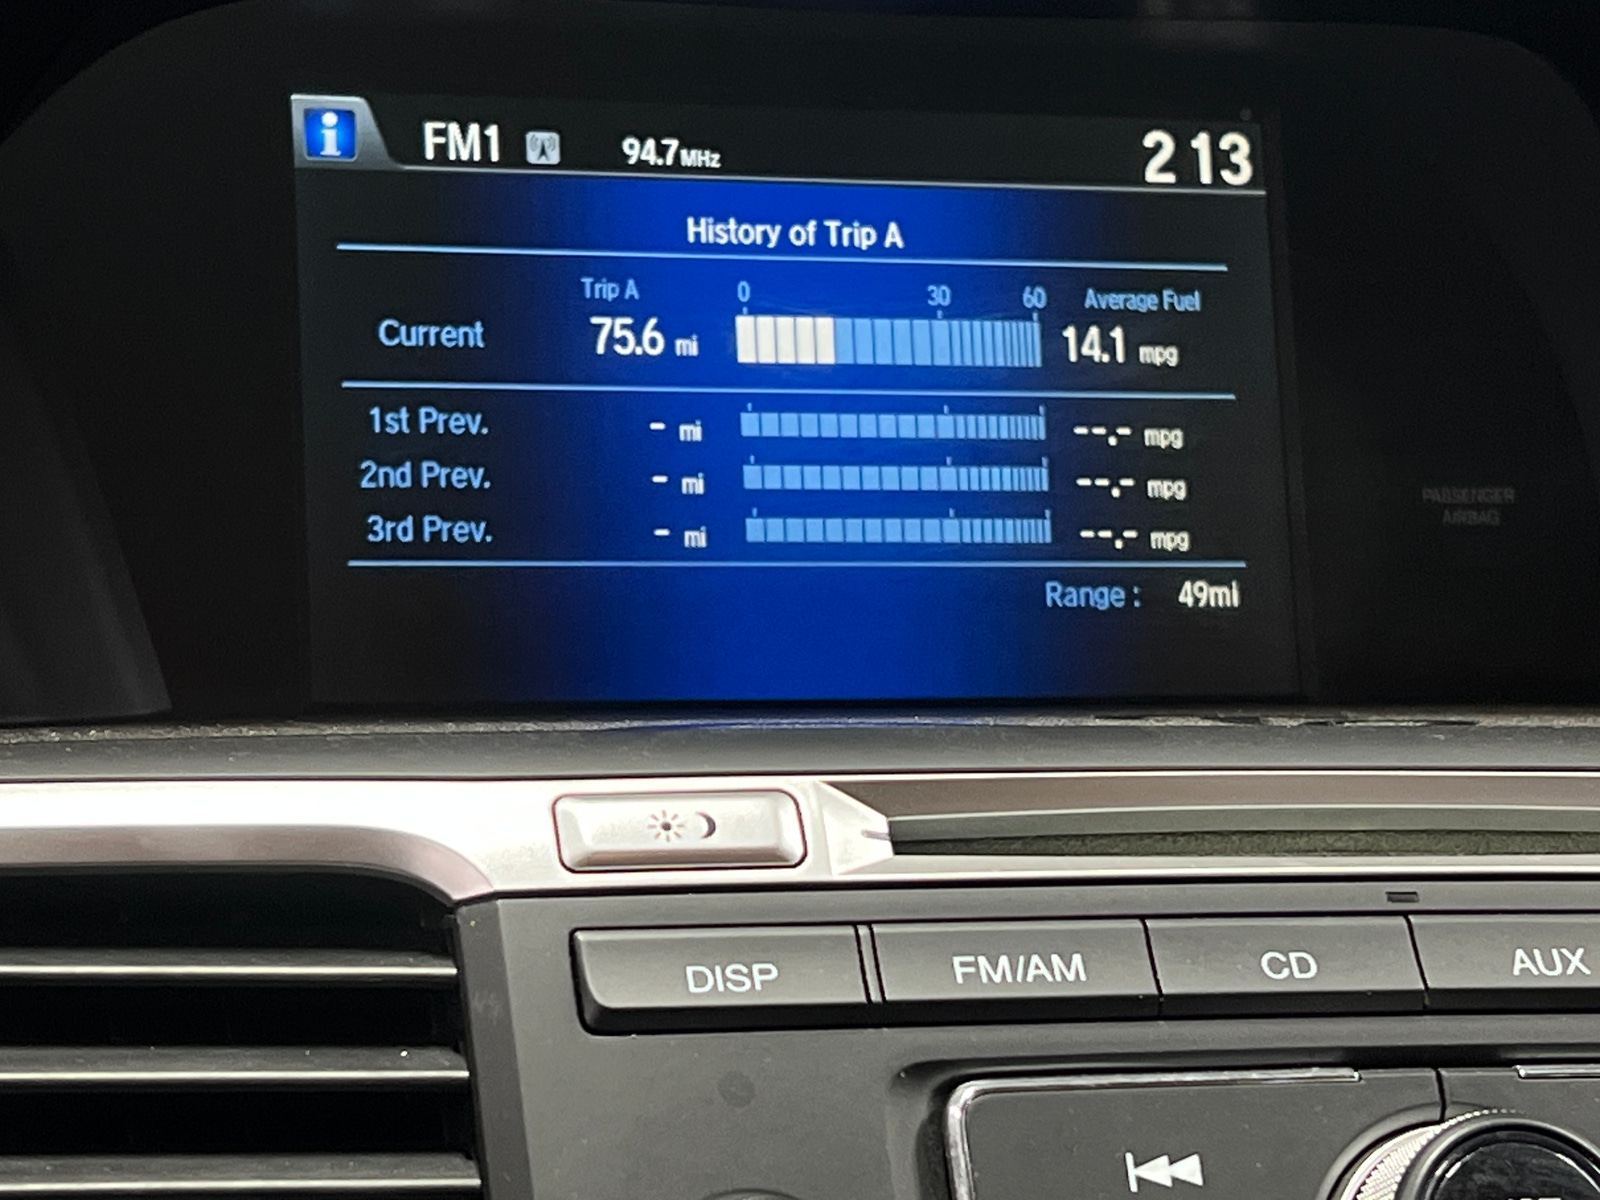 i FM1 94.7MHz 2 13
History of Trip A
Trip A 0 30 60 Average Fuel
Current 75.6 mi 14.1 mpg
1st Prev. - mi --.- mpg
2nd Prev. - mi --.- mpg
3rd Prev. - mi --.- mpg
Range : 49mi
PASSENGER
AIRBAG
DISP FM/AM CD AUX